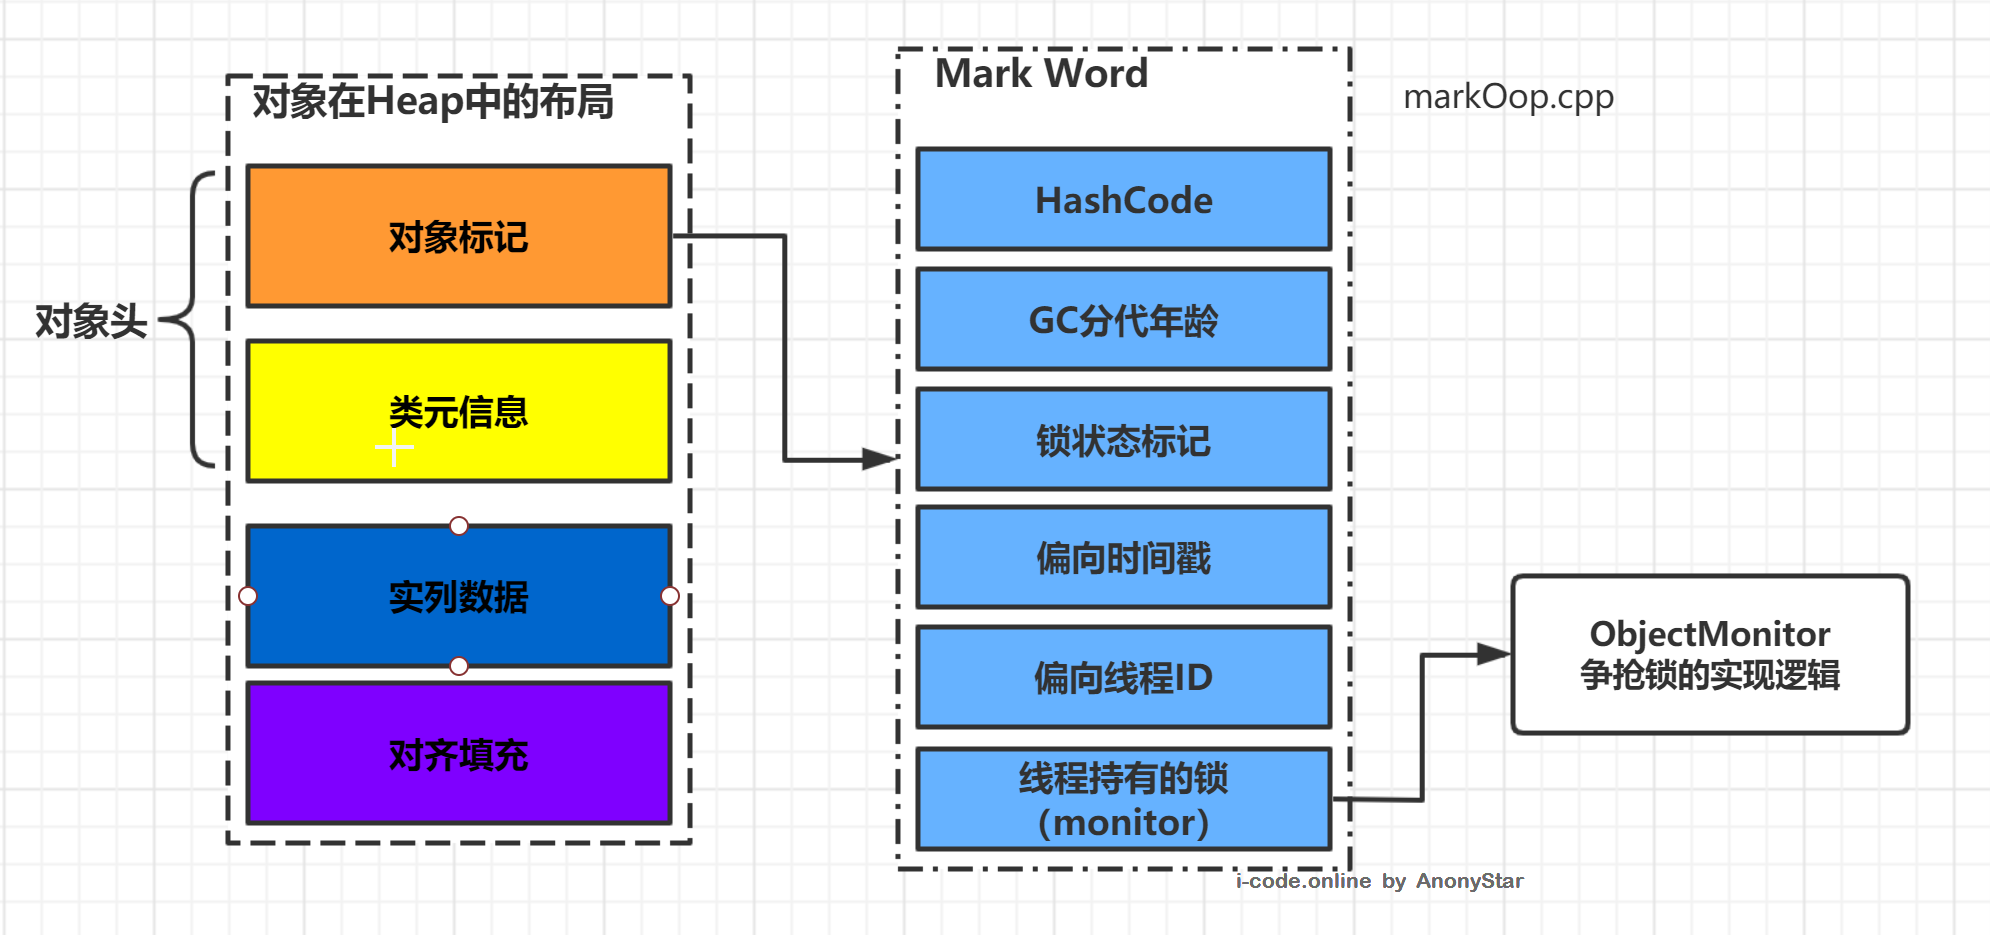 对象在Heap中的布局
对象头
对象标记
类元信息
实列数据
对齐填充
Mark Word
HashCode
GC分代年龄
锁状态标记
偏向时间戳
偏向线程ID
线程持有的锁
（monitor）
markOop.cpp
ObjectMonitor
争抢锁的实现逻辑
i-code.online by AnonyStar